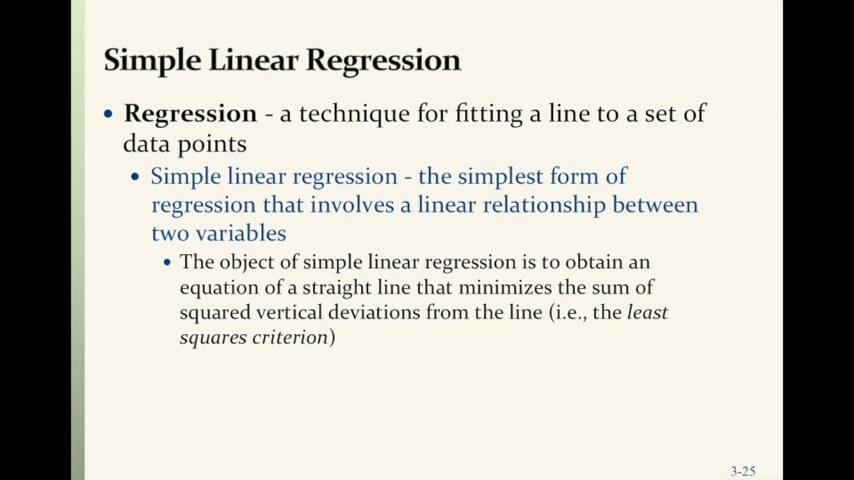 Simple Linear Regression
• Regression - a technique for fitting a line to a set of
data points
• Simple linear regression - the simplest form of
regression that involves a linear relationship between
two variables
• The object of simple linear regression is to obtain an
equation of a straight line that minimizes the sum of
squared vertical deviations from the line (i.e., the least
squares criterion)
3-25